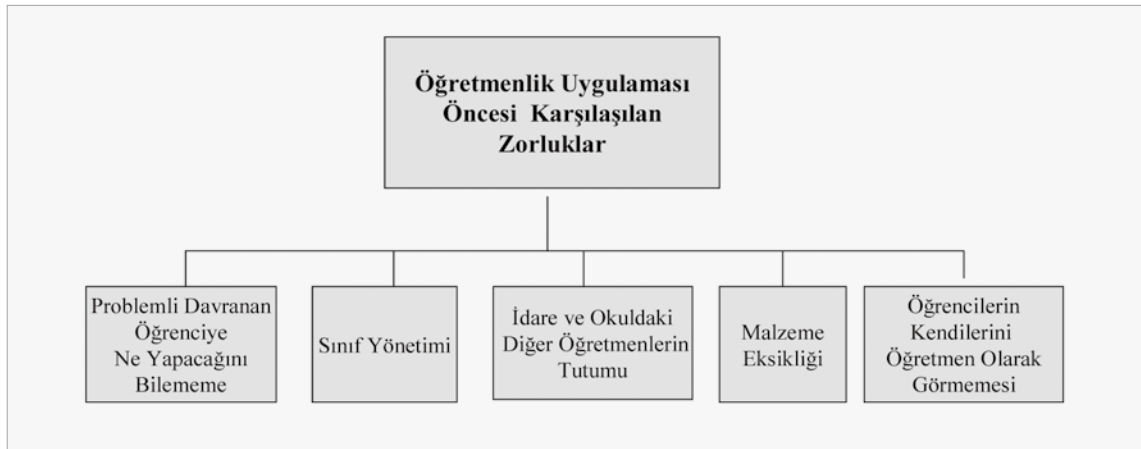 Öğretmenlik Uygulaması
Öncesi Karşılaşılan
Zorluklar
Problemli Davranan
Öğrenciye
Ne Yapacağını
Bilememe
Sınıf Yönetimi
İdare ve Okuldaki
Diğer Öğretmenlerin
Tutumu
Malzeme
Eksikliği
Öğrencilerin
Kendilerini
Öğretmen Olarak
Görmemesi